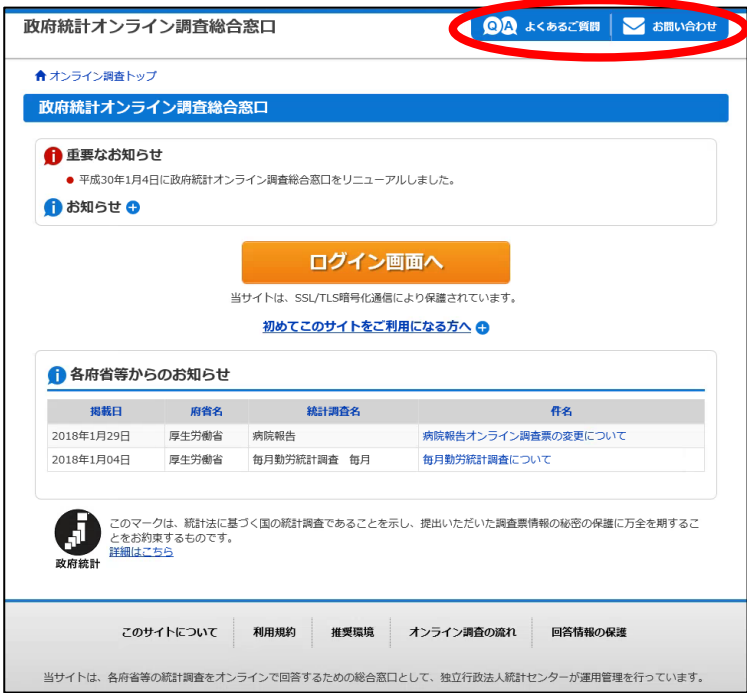 政府統計オンライン調査総合窓口
QA よくあるご質問 お問い合わせ
オンライン調査トップ
政府統計オンライン調査総合窓口
重要なお知らせ
平成30年1月4日に政府統計オンライン調査総合窓口をリニューアルしました。
お知らせ
ログイン画面へ
当サイトは、SSL/TLS暗号化通信により保護されています。
初めてこのサイトをご利用になる方へ
各府省等からのお知らせ
掲載日 府省名 統計調査名 件名
2018年1月29日 厚生労働省 病院報告 病院報告オンライン調査票の変更について
2018年1月04日 厚生労働省 毎月勤労統計調査 毎月 毎月勤労統計調査について
このマークは、統計法に基づく国の統計調査であることを示し、提出いただいた調査票情報の秘密の保護に万全を期するこ
とをお約束するものです。
詳細はこちら
政府統計
このサイトについて 利用規約 推奨環境 オンライン調査の流れ 回答情報の保護
当サイトは、各府省等の統計調査をオンラインで回答するための総合窓口として、独立行政法人統計センターが運用管理を行っています。